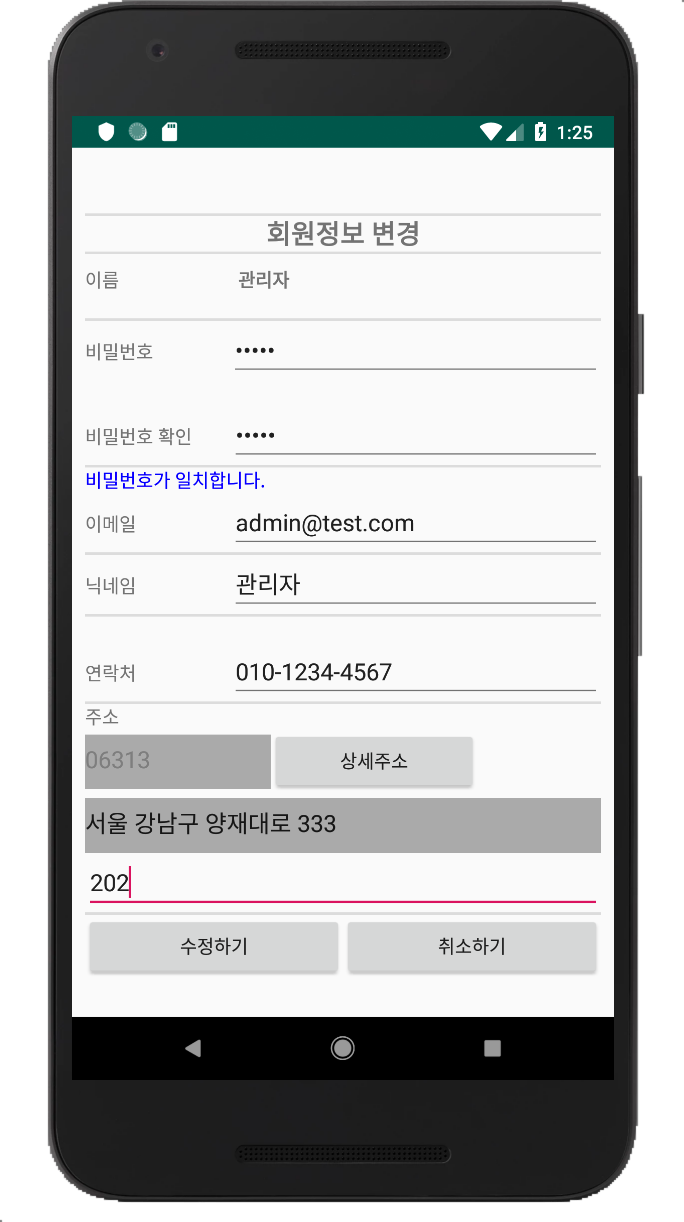 1:25
회원정보 변경
이름 관리자
비밀번호 •••••
비밀번호 확인 •••••
비밀번호가 일치합니다.
이메일 admin@test.com
닉네임 관리자
연락처 010-1234-4567
주소
06313 상세주소
서울 강남구 양재대로 333
202
수정하기 취소하기